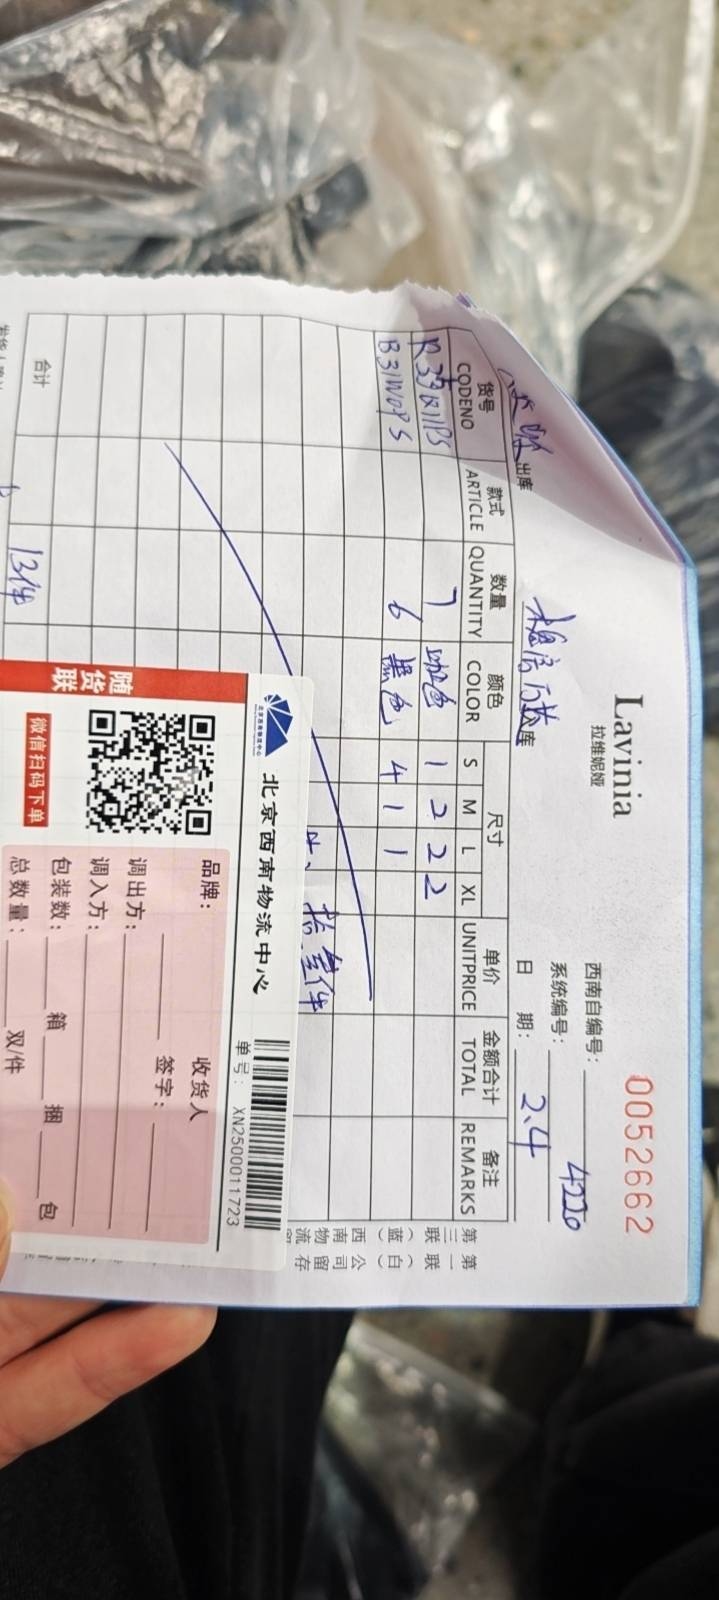 Lavinia
拉维妮娅
0052662
西南自编号:
系统编号: 4220
日 期: 2.4
出库 库
货号 款式 数量 颜色 尺寸 单价 金额合计 备注
CODENO ARTICLE QUANTITY COLOR S M L XL UNITPRICE TOTAL REMARKS
7 1 2 2 2
B31W0PS 6 黑色 4 1 1
合计 13件
第一联(白)公司留存
第二联(蓝)西南物流
随货联
微信扫码下单
北京西南物流中心
单号: XN2500011723
品牌: 收货人
签字:
调出方:
调入方:
包装数: 箱 捆 包
总数量: 双/件